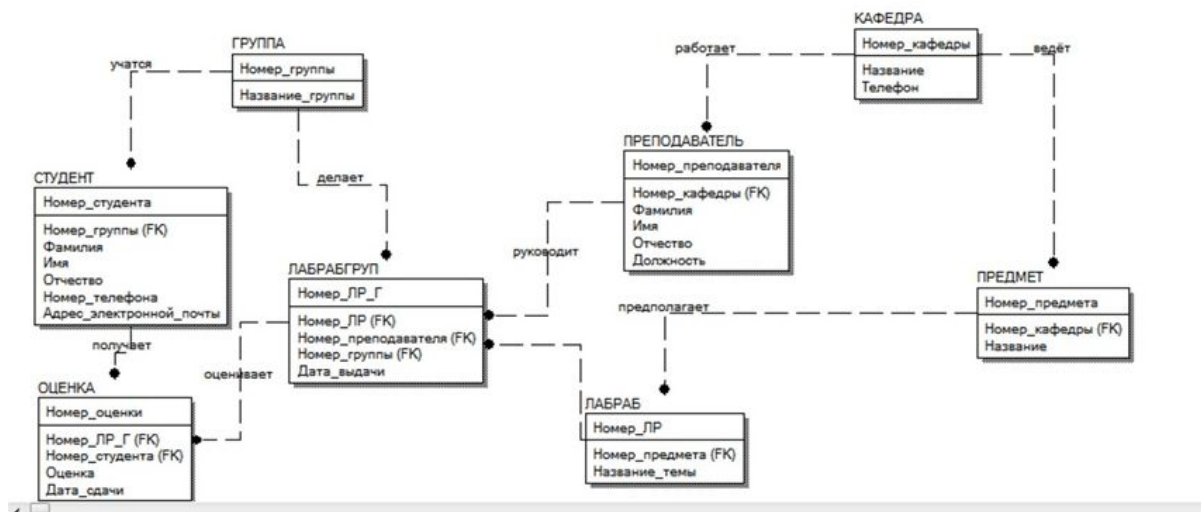 КАФЕДРА
Номер_кафедры
Название
Телефон
работает
ведёт
ГРУППА
Номер_группы
Название_группы
учатся
делает
ПРЕПОДАВАТЕЛЬ
Номер_преподавателя
Номер_кафедры (FK)
Фамилия
Имя
Отчество
Должность
СТУДЕНТ
Номер_студента
Номер_группы (FK)
Фамилия
Имя
Отчество
Номер_телефона
Адрес_электронной_почты
руководит
ЛАБРАБГРУП
Номер_ЛР_Г
Номер_ЛР (FK)
Номер_преподавателя (FK)
Номер_группы (FK)
Дата_выдачи
ПРЕДМЕТ
Номер_предмета
Номер_кафедры (FK)
Название
предполагает
получает
оценивает
ОЦЕНКА
Номер_оценки
Номер_ЛР_Г (FK)
Номер_студента (FK)
Оценка
Дата_сдачи
ЛАБРАБ
Номер_ЛР
Номер_предмета (FK)
Название_темы